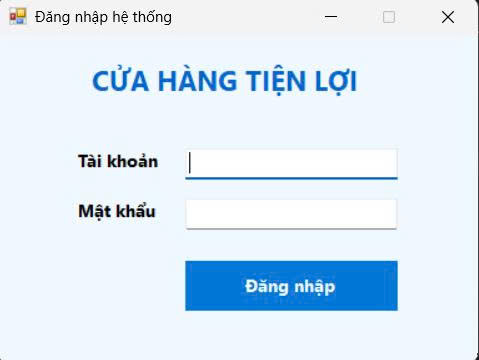 Đăng nhập hệ thống
CỬA HÀNG TIỆN LỢI
Tài khoản
Mật khẩu
Đăng nhập